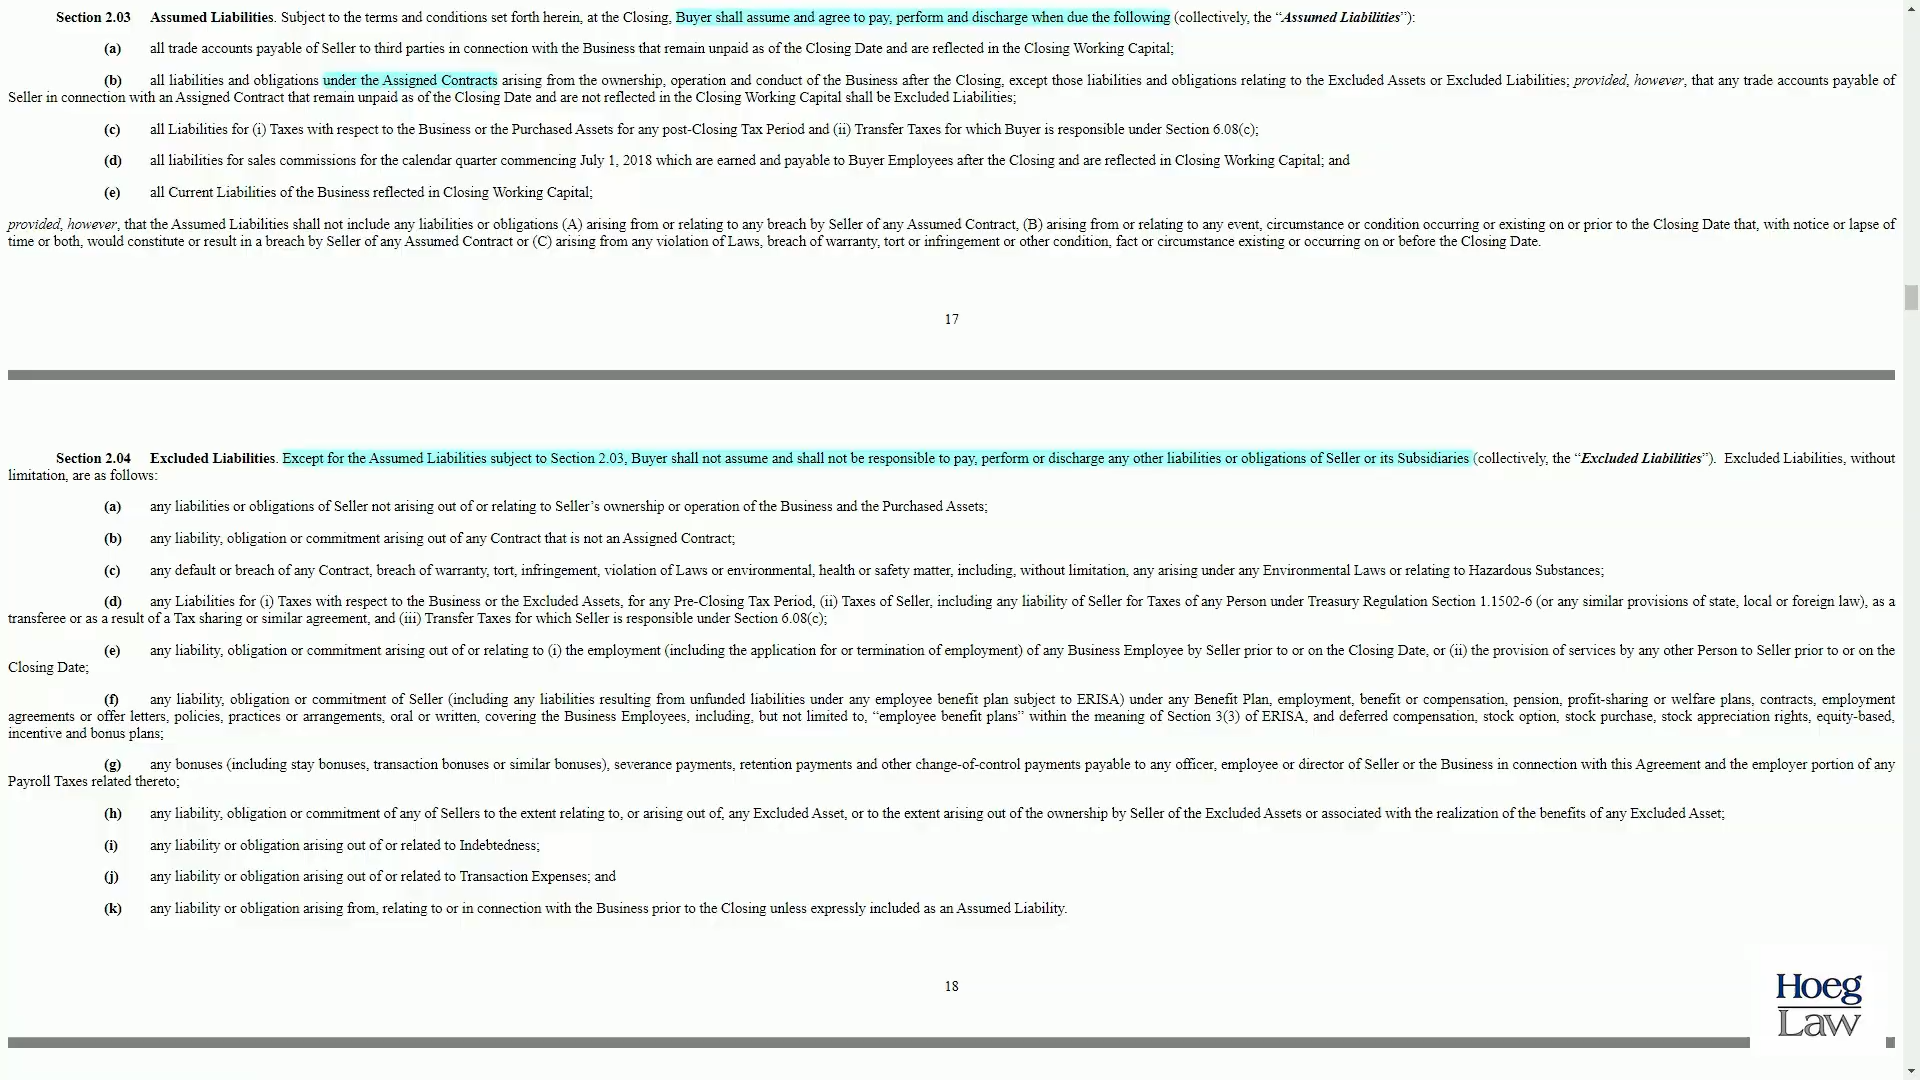 Section 2.03 Assumed Liabilities. Subject to the terms and conditions set forth herein, at the Closing, Buyer shall assume and agree to pay, perform and discharge when due the following (collectively, the “Assumed Liabilities”):
(a) all trade accounts payable of Seller to third parties in connection with the Business that remain unpaid as of the Closing Date and are reflected in the Closing Working Capital;
(b) all liabilities and obligations under the Assigned Contracts arising from the ownership, operation and conduct of the Business after the Closing, except those liabilities and obligations relating to the Excluded Assets or Excluded Liabilities; provided, however, that any trade accounts payable of
Seller in connection with an Assigned Contract that remain unpaid as of the Closing Date and are not reflected in the Closing Working Capital shall be Excluded Liabilities;
(c) all Liabilities for (i) Taxes with respect to the Business or the Purchased Assets for any post-Closing Tax Period and (ii) Transfer Taxes for which Buyer is responsible under Section 6.08(c);
(d) all liabilities for sales commissions for the calendar quarter commencing July 1, 2018 which are earned and payable to Buyer Employees after the Closing and are reflected in Closing Working Capital; and
(e) all Current Liabilities of the Business reflected in Closing Working Capital;
provided, however, that the Assumed Liabilities shall not include any liabilities or obligations (A) arising from or relating to any breach by Seller of any Assumed Contract, (B) arising from or relating to any event, circumstance or condition occurring or existing on or prior to the Closing Date that, with notice or lapse of
time or both, would constitute or result in a breach by Seller of any Assumed Contract or (C) arising from any violation of Laws, breach of warranty, tort or infringement or other condition, fact or circumstance existing or occurring on or before the Closing Date.
17
Section 2.04 Excluded Liabilities. Except for the Assumed Liabilities subject to Section 2.03, Buyer shall not assume and shall not be responsible to pay, perform or discharge any other liabilities or obligations of Seller or its Subsidiaries (collectively, the “Excluded Liabilities”). Excluded Liabilities, without
limitation, are as follows:
(a) any liabilities or obligations of Seller not arising out of or relating to Seller’s ownership or operation of the Business and the Purchased Assets;
(b) any liability, obligation or commitment arising out of any Contract that is not an Assigned Contract;
(c) any default or breach of any Contract, breach of warranty, tort, infringement, violation of Laws or environmental, health or safety matter, including, without limitation, any arising under any Environmental Laws or relating to Hazardous Substances;
(d) any Liabilities for (i) Taxes with respect to the Business or the Excluded Assets, for any Pre-Closing Tax Period, (ii) Taxes of Seller, including any liability of Seller for Taxes of any Person under Treasury Regulation Section 1.1502-6 (or any similar provisions of state, local or foreign law), as a
transferee or as a result of a Tax sharing or similar agreement, and (iii) Transfer Taxes for which Seller is responsible under Section 6.08(c);
(e) any liability, obligation or commitment arising out of or relating to (i) the employment (including the application for or termination of employment) of any Business Employee by Seller prior to or on the Closing Date, or (ii) the provision of services by any other Person to Seller prior to or on the
Closing Date;
(f) any liability, obligation or commitment of Seller (including any liabilities resulting from unfunded liabilities under any employee benefit plan subject to ERISA) under any Benefit Plan, employment, benefit or compensation, pension, profit-sharing or welfare plans, contracts, employment
agreements or offer letters, policies, practices or arrangements, oral or written, covering the Business Employees, including, but not limited to, “employee benefit plans” within the meaning of Section 3(3) of ERISA, and deferred compensation, stock option, stock purchase, stock appreciation rights, equity-based,
incentive and bonus plans;
(g) any bonuses (including stay bonuses, transaction bonuses or similar bonuses), severance payments, retention payments and other change-of-control payments payable to any officer, employee or director of Seller or the Business in connection with this Agreement and the employer portion of any
Payroll Taxes related thereto;
(h) any liability, obligation or commitment of any of Sellers to the extent relating to, or arising out of, any Excluded Asset, or to the extent arising out of the ownership by Seller of the Excluded Assets or associated with the realization of the benefits of any Excluded Asset;
(i) any liability or obligation arising out of or related to Indebtedness;
(j) any liability or obligation arising out of or related to Transaction Expenses; and
(k) any liability or obligation arising from, relating to or in connection with the Business prior to the Closing unless expressly included as an Assumed Liability.
18
Hoeg
Law